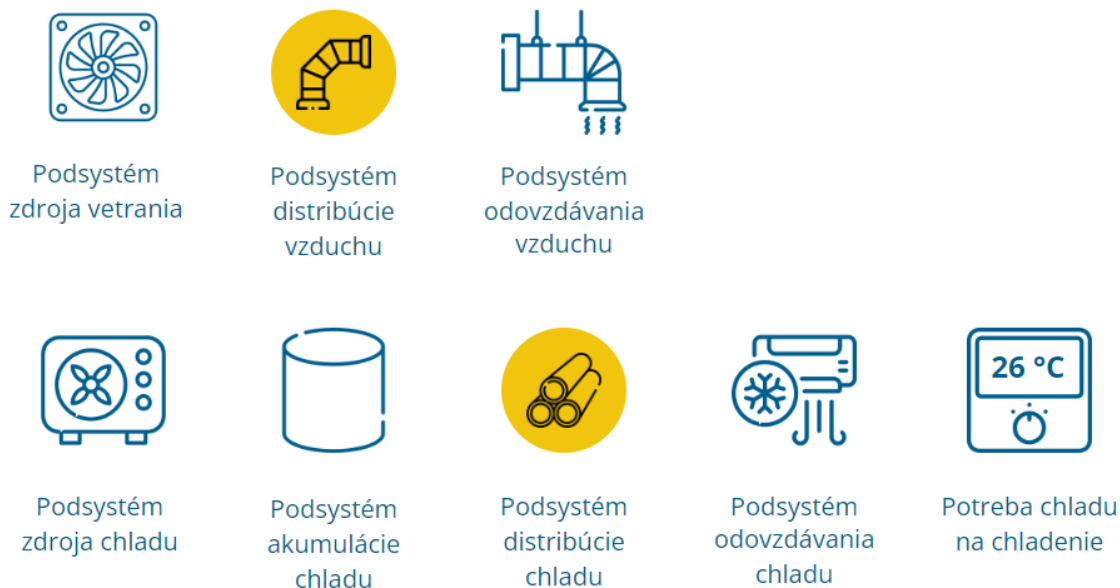 Podsystém
zdroja vetrania
Podsystém
distribúcie
vzduchu
Podsystém
odovzdávania
vzduchu
26 °C
Podsystém
zdroja chladu
Podsystém
akumulácie
chladu
Podsystém
distribúcie
chladu
Podsystém
odovzdávania
chladu
Potreba chladu
na chladenie